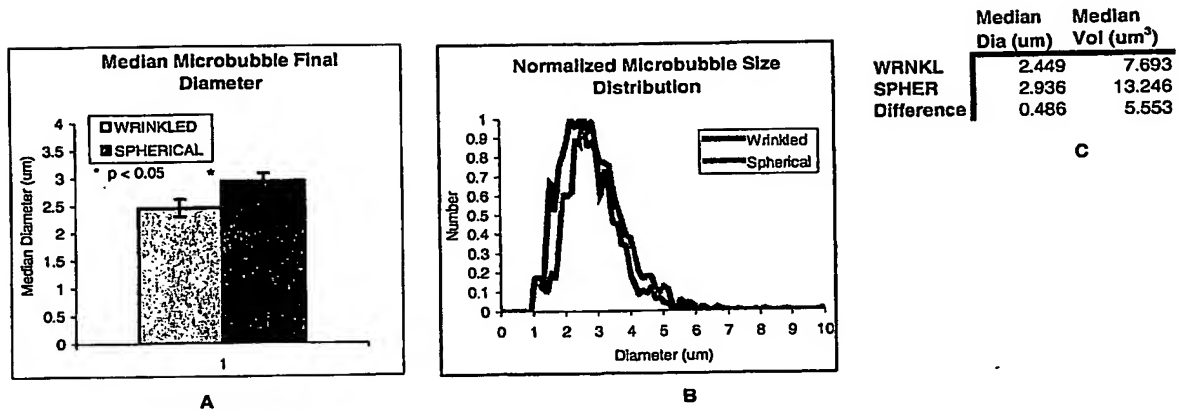 Median Microbubble Final
Diameter
Median Diameter (um)
4
3.5
3
2.5
2
1.5
1
0.5
0
WRINKLED
SPHERICAL
* p < 0.05
*
1
A
Normalized Microbubble Size
Distribution
Number
1
0.9
0.8
0.7
0.6
0.5
0.4
0.3
0.2
0.1
0
Wrinkled
Spherical
0 1 2 3 4 5 6 7 8 9 10
Diameter (um)
B
Median Median
Dia (um) Vol (um³)
WRNKL 2.449 7.693
SPHER 2.936 13.246
Difference 0.486 5.553
C